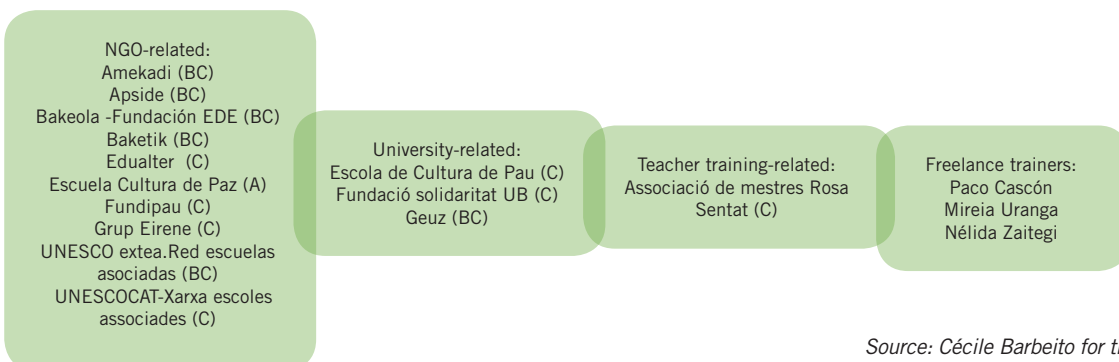 NGO-related:
Amekadi (BC)
Apside (BC)
Bakeola -Fundación EDE (BC)
Baketik (BC)
Edualter (C)
Escuela Cultura de Paz (A)
Fundipau (C)
Grup Eirene (C)
UNESCO extea.Red escuelas
asociadas (BC)
UNESCOCAT-Xarxa escoles
associades (C)
University-related:
Escola de Cultura de Pau (C)
Fundació solidaritat UB (C)
Geuz (BC)
Teacher training-related:
Associació de mestres Rosa
Sentat (C)
Freelance trainers:
Paco Cascón
Mireia Uranga
Nélida Zaitegi
Source: Cécile Barbeito for